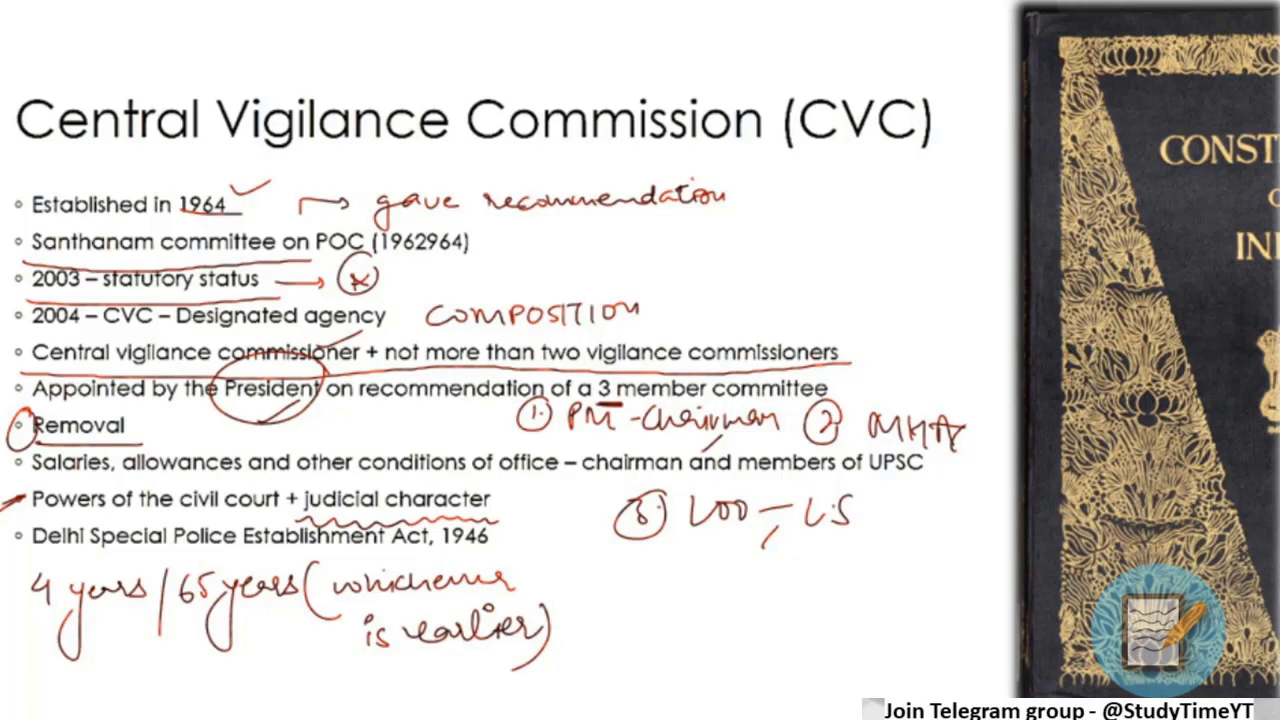 Central Vigilance Commission (CVC)
Established in 1964 → gave recommendation
Santhanam committee on POC (1962964)
2003 – statutory status →
2004 – CVC – Designated agency COMPOSITION
Central vigilance commissioner + not more than two vigilance commissioners
Appointed by the President on recommendation of a 3 member committee
Removal 1. PM - Chairman 2. MHA
Salaries, allowances and other conditions of office – chairman and members of UPSC
Powers of the civil court + judicial character
3. LOO – LS
Delhi Special Police Establishment Act, 1946
4 years / 65 years (whichever
is earlier)
CONST
O
IN
Join Telegram group - @StudyTimeYT